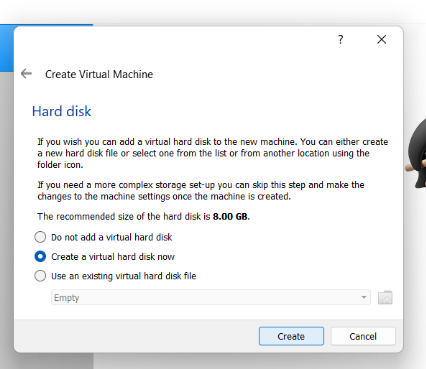 ?
Create Virtual Machine
Hard disk
If you wish you can add a virtual hard disk to the new machine. You can either create
a new hard disk file or select one from the list or from another location using the
folder icon.
If you need a more complex storage set-up you can skip this step and make the
changes to the machine settings once the machine is created.
The recommended size of the hard disk is 8.00 GB.
Do not add a virtual hard disk
Create a virtual hard disk now
Use an existing virtual hard disk file
Empty
Create
Cancel